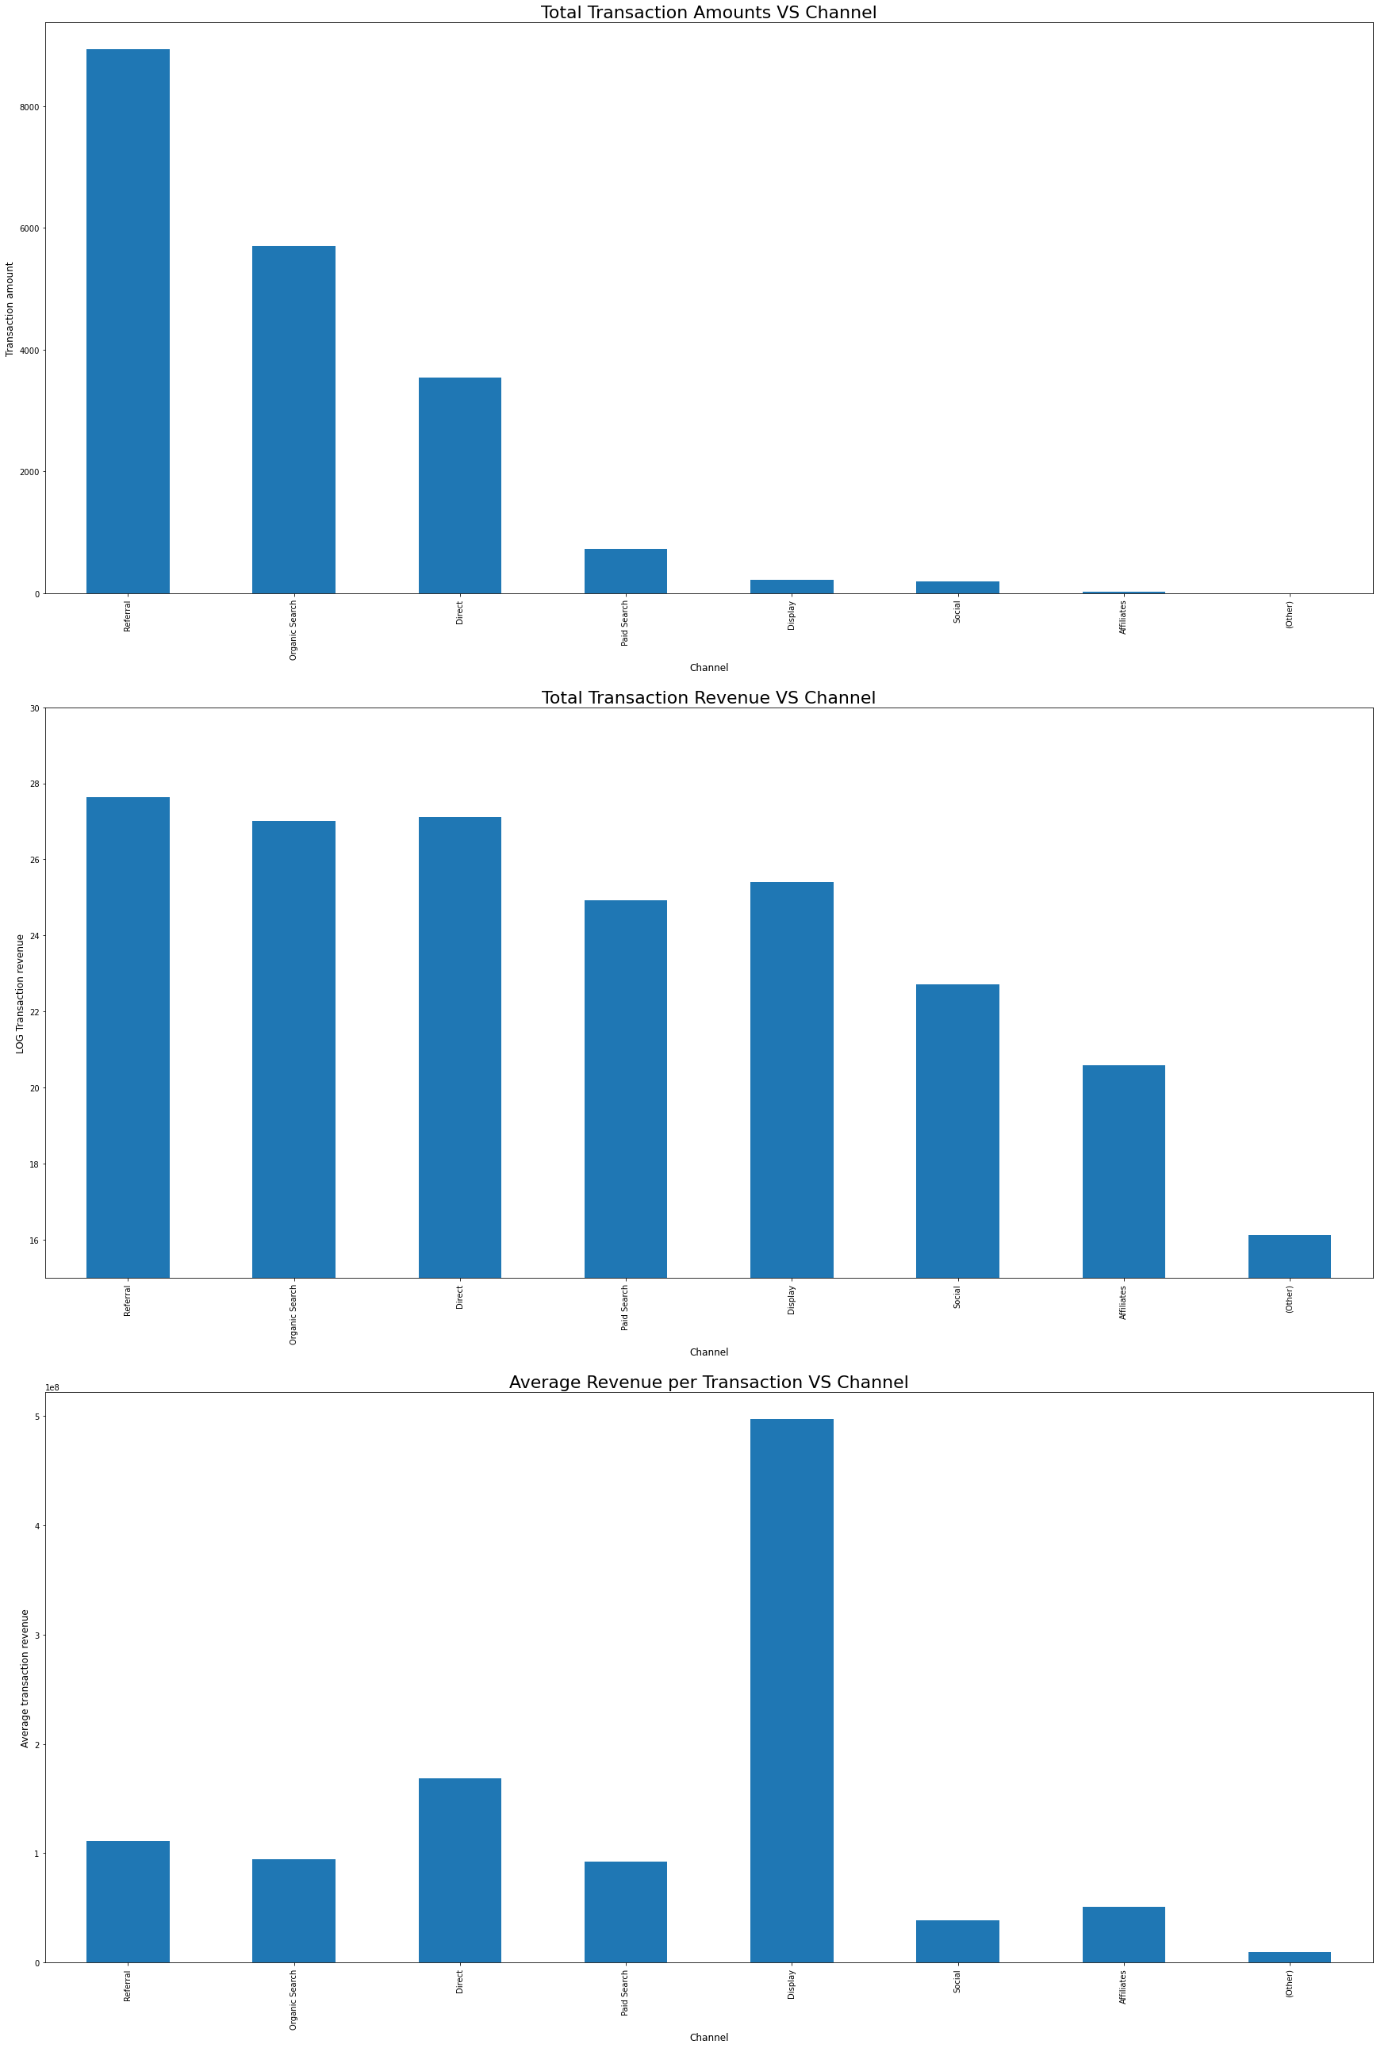 Total Transaction Amounts VS Channel
8000
6000
4000
2000
0
Transaction amount
Referral
Organic Search
Direct
Paid Search
Display
Social
Affiliates
(Other)
Channel
Total Transaction Revenue VS Channel
30
28
26
24
22
20
18
16
LOG Transaction revenue
Referral
Organic Search
Direct
Paid Search
Display
Social
Affiliates
(Other)
Channel
Average Revenue per Transaction VS Channel
1e8
5
4
3
2
1
0
Average transaction revenue
Referral
Organic Search
Direct
Paid Search
Display
Social
Affiliates
(Other)
Channel